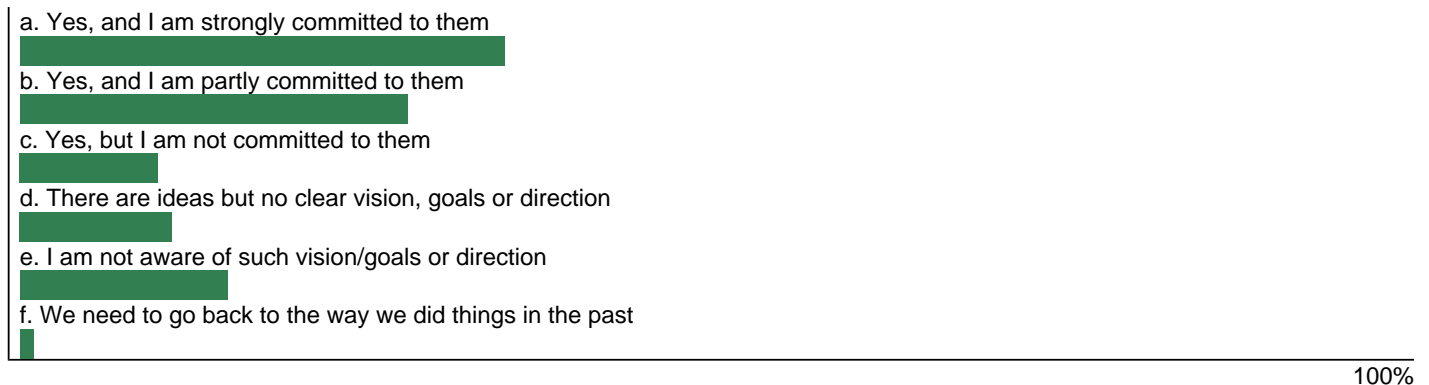 a. Yes, and I am strongly committed to them
b. Yes, and I am partly committed to them
c. Yes, but I am not committed to them
d. There are ideas but no clear vision, goals or direction
e. I am not aware of such vision/goals or direction
f. We need to go back to the way we did things in the past
100%